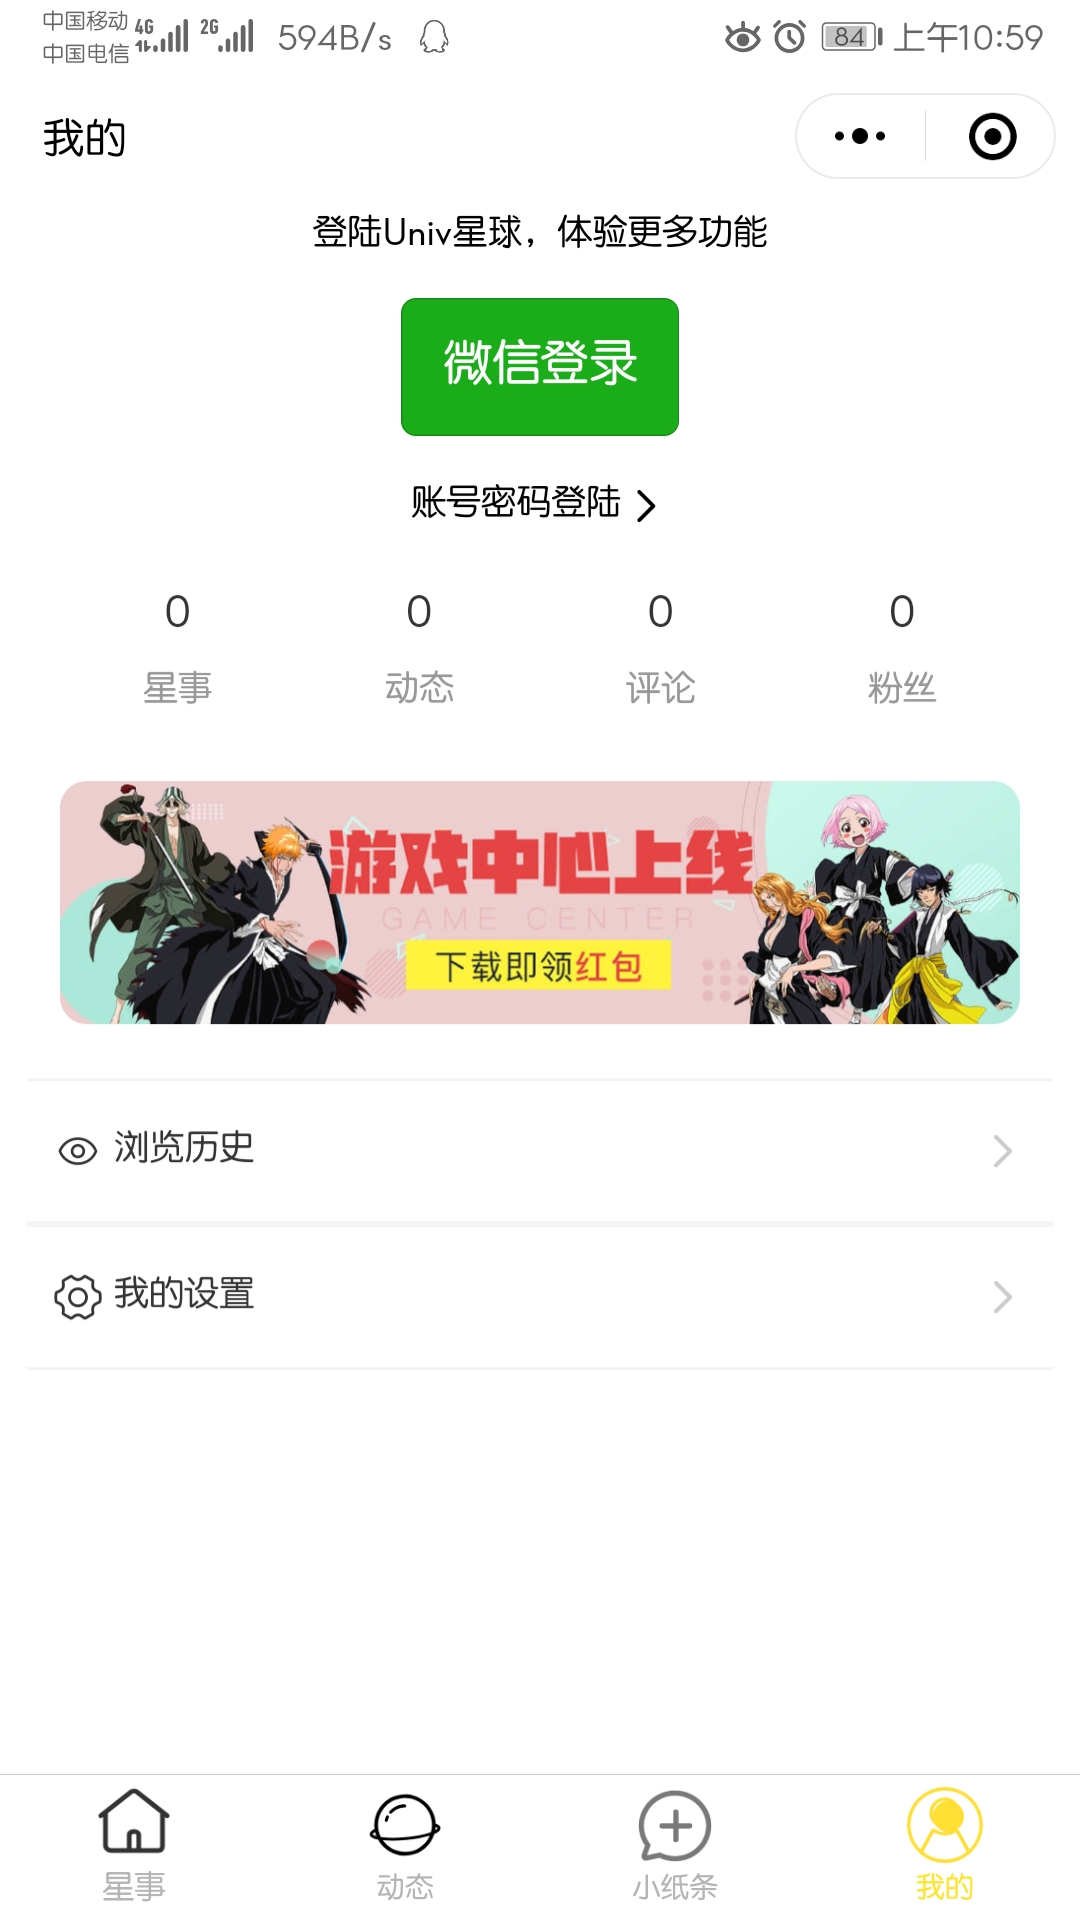 中国移动 4G 2G 594B/s 84 上午10:59
中国电信
我的
登陆Univ星球，体验更多功能
微信登录
账号密码登陆
0 0 0 0
星事 动态 评论 粉丝
游戏中心上线
GAME CENTER
下载即领红包
浏览历史
我的设置
星事 动态 小纸条 我的